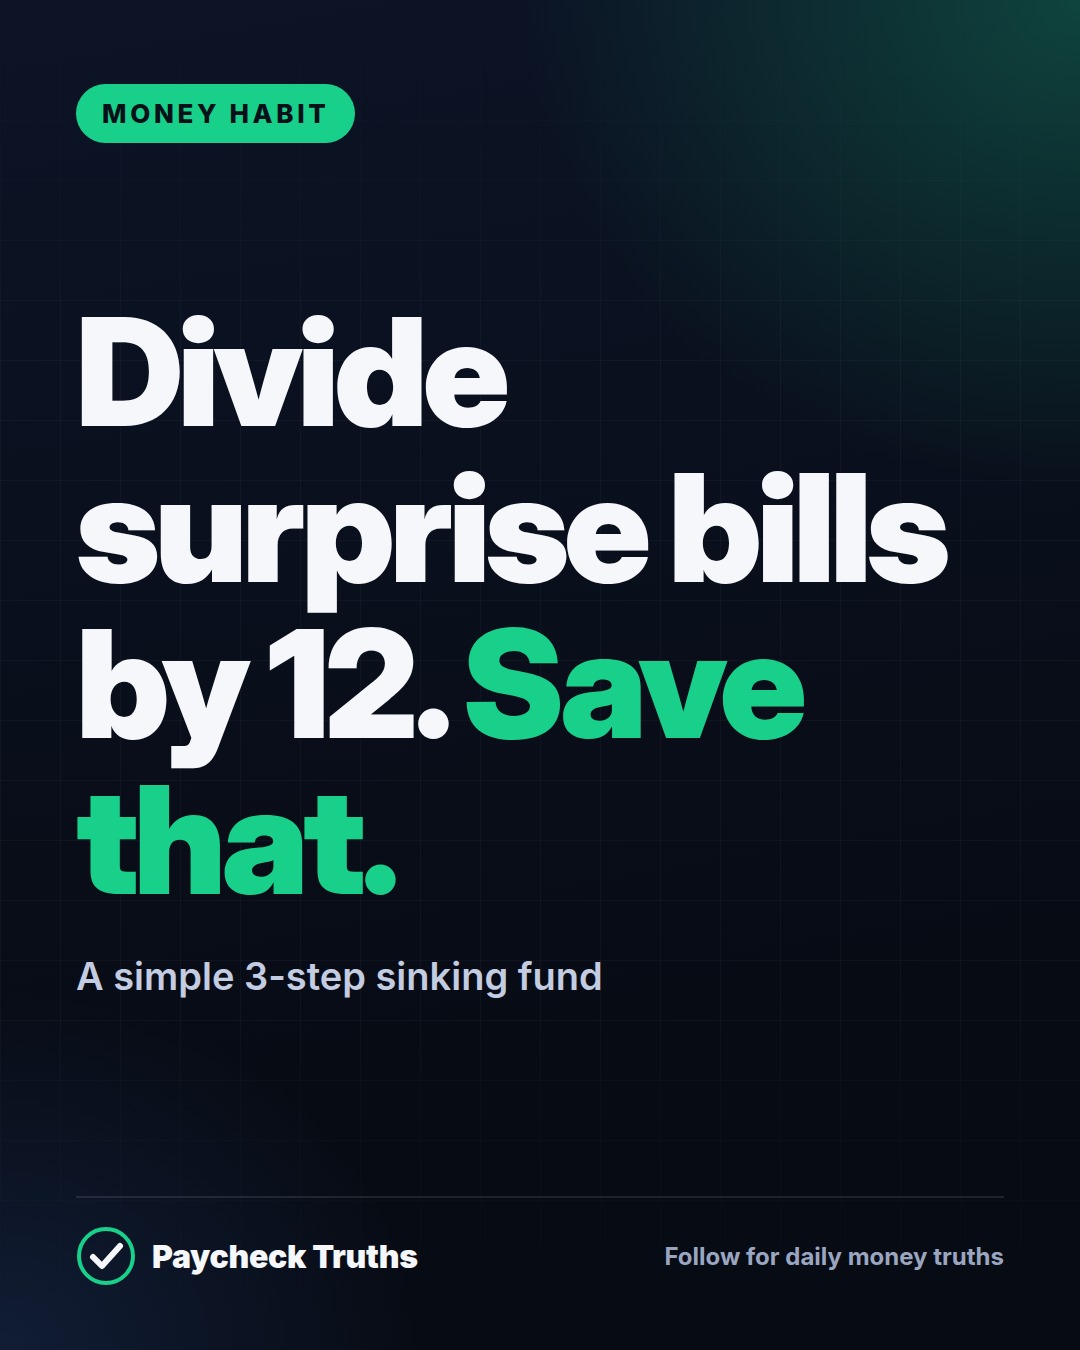 MONEY HABIT
Divide
surprise bills
by 12. Save
that.
A simple 3-step sinking fund
Paycheck Truths
Follow for daily money truths